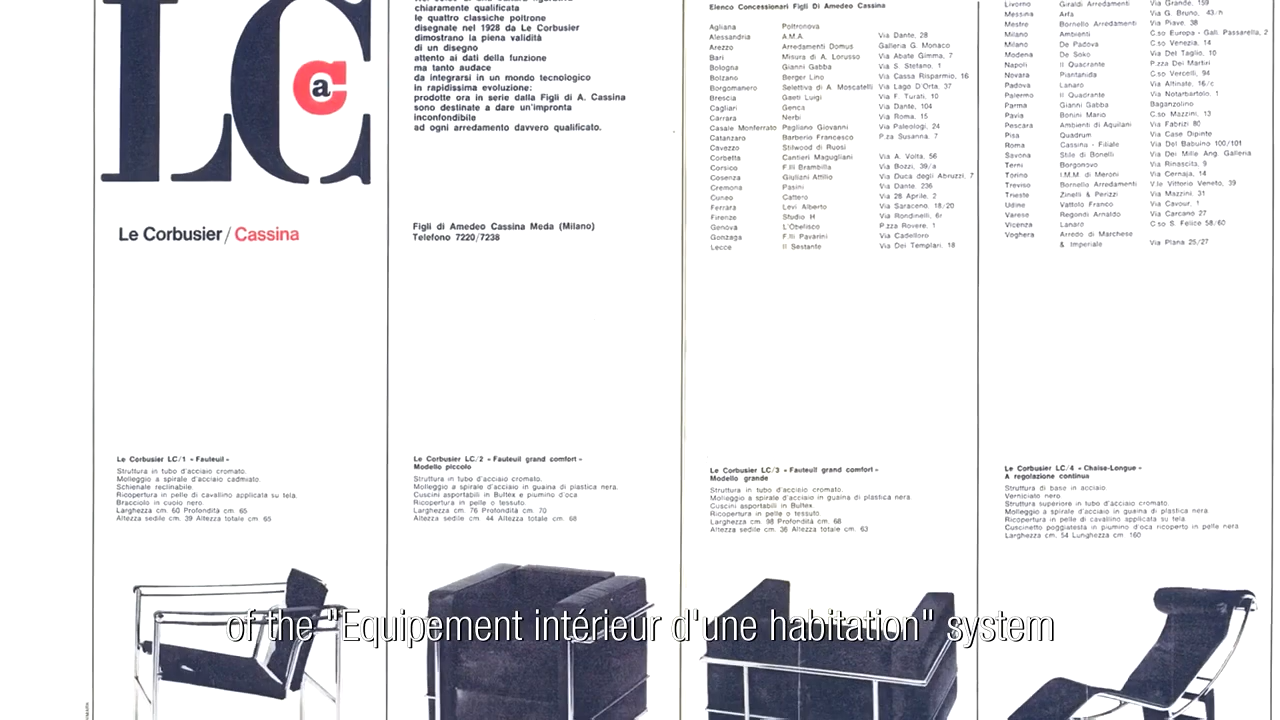 LC
Ca
Le Corbusier / Cassina
chiaramente qualificata
le quattro classiche poltrone
disegnate nel 1928 da Le Corbusier
dimostrano la piena validità
di un disegno
attento ai dati della funzione
ma tanto audace
da integrarsi in un mondo tecnologico
in rapidissima evoluzione:
prodotte ora in serie dalla Figli di A. Cassina
sono destinate a dare un'impronta
inconfondibile
ad ogni arredamento davvero qualificato.
Figli di Amedeo Cassina Meda (Milano)
Telefono 7220/7238
Elenco Concessionari Figli Di Amedeo Cassina
Agliana Poltronova
Alessandria A.M.A. Via Dante, 28
Arezzo Arredamenti Domus Galleria G. Monaco
Bari Misura di A. Lorusso Via Abate Gimma, 7
Bologna Gianni Gabba Via S. Stefano, 1
Bolzano Berger Lino Via Cassa Risparmio, 16
Borgomanero Selettiva di A. Moscatelli Via Lago D'Orta, 37
Brescia Gaeti Luigi Via F. Turati, 10
Cagliari Genca Via Dante, 104
Carrara Nerbi Via Roma, 15
Casale Monferrato Pegliano Giovanni Via Paleologi, 24
Catanzaro Barberio Francesco P.za Susanna, 7
Cavezzo Stilwood di Ruosi
Corbetta Cantieri Magugliani Via A. Volta, 56
Corsico F.lli Brambilla Via Bozzi, 39/a
Cosenza Giuliani Attilio Via Duca degli Abruzzi, 7
Cremona Pasini Via Dante, 236
Cuneo Cattero Via 28 Aprile, 2
Ferrara Levi Alberto Via Saraceno, 18/20
Firenze Studio H Via Rondinelli, 6r
Genova L'Obelisco P.zza Rovere, 1
Gonzaga F.lli Pavarini Via Cadelloro
Lecce Il Sestante Via Dei Templari, 18
Livorno Giraldi Arredamenti Via Grande, 159
Messina Arfa Via G. Bruno, 43/h
Mestre Bornello Arredamenti Via Piave, 38
Milano Ambienti C.so Europa - Gall. Passarella, 2
Milano De Padova C.so Venezia, 14
Modena De Soko Via Del Taglio, 10
Napoli Il Quadrante P.zza Dei Martiri
Novara Piantanida C.so Vercelli, 94
Padova Lanaro Via Altinate, 16/c
Palermo Il Quadrante Via Notarbartolo, 1
Parma Gianni Gabba Baganzolino
Pavia Bonini Mario C.so Mazzini, 13
Pescara Ambienti di Aquilani Via Fabrizi 80
Pisa Quadrum Via Case Dipinte
Roma Cassina - Filiale Via Del Babuino 100/101
Savona Stile di Bonelli Via Dei Mille Ang. Galleria
Terni Borgonovo Via Rinascita, 9
Torino I.M.M. di Meroni Via Cernaja, 14
Treviso Bornello Arredamenti V.le Vittorio Veneto, 39
Trieste Zinelli & Perizzi Via Mazzini, 31
Udine Vattolo Franco Via Cavour, 1
Varese Regondi Arnaldo Via Carcano 27
Vicenza Lanaro C.so S. Felice 58/60
Voghera Arredo di Marchese
& Imperiale Via Plana 25/27
Le Corbusier LC/1 « Fauteuil »
Struttura in tubo d'acciaio cromato.
Molleggio a spirale d'acciaio cadmiato.
Schienale reclinabile.
Ricopertura in pelle di cavallino applicata su tela.
Bracciolo in cuoio nero.
Larghezza cm. 60 Profondità cm. 65
Altezza sedile cm. 39 Altezza totale cm. 65
Le Corbusier LC/2 « Fauteuil grand comfort »
Modello piccolo
Struttura in tubo d'acciaio cromato.
Molleggio a spirale d'acciaio in guaina di plastica nera.
Cuscini asportabili in Bultex e piumino d'oca
Ricopertura in pelle o tessuto.
Larghezza cm. 76 Profondità cm. 70
Altezza sedile cm. 44 Altezza totale cm. 68
Le Corbusier LC/3 « Fauteuil grand comfort »
Modello grande
Struttura in tubo d'acciaio cromato.
Molleggio a spirale d'acciaio in guaina di plastica nera.
Cuscini asportabili in Bultex
Ricopertura in pelle o tessuto.
Larghezza cm. 98 Profondità cm. 68
Altezza sedile cm. 36 Altezza totale cm. 63
Le Corbusier LC/4 « Chaise-Longue »
A regolazione continua
Struttura di base in acciaio
Verniciato nero
Struttura superiore in tubo d'acciaio cromato.
Molleggio a spirale d'acciaio in guaina di plastica nera.
Ricopertura in pelle di cavallino applicata su tela
Cuscinetto poggiatesta in piumino d'oca ricoperto in pelle nera
Larghezza cm. 54 Lunghezza cm. 160
of the "Equipement intérieur d'une habitation" system